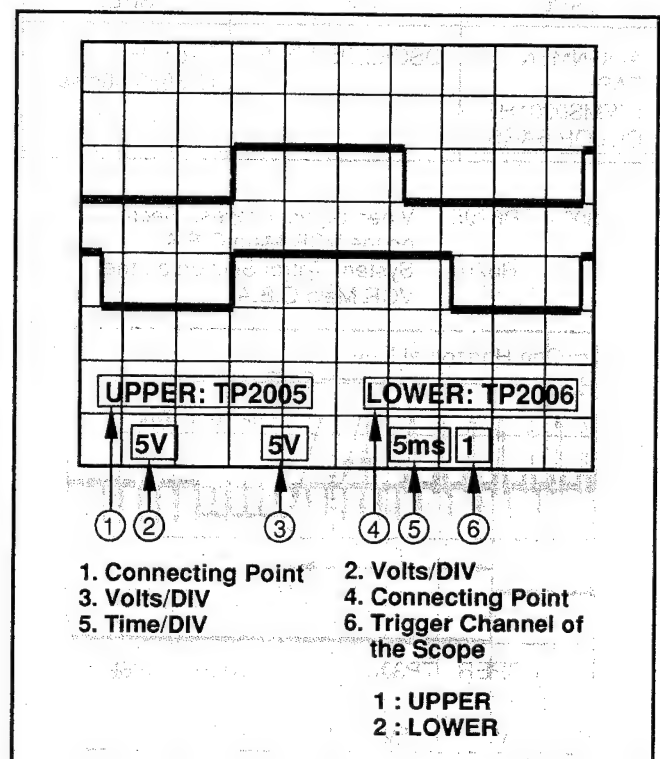 UPPER: TP2005 LOWER: TP2006
5V 5V 5ms 1
1 2 3 4 5 6
1. Connecting Point 2. Volts/DIV
3. Volts/DIV 4. Connecting Point
5. Time/DIV 6. Trigger Channel of
the Scope
1 : UPPER
2 : LOWER